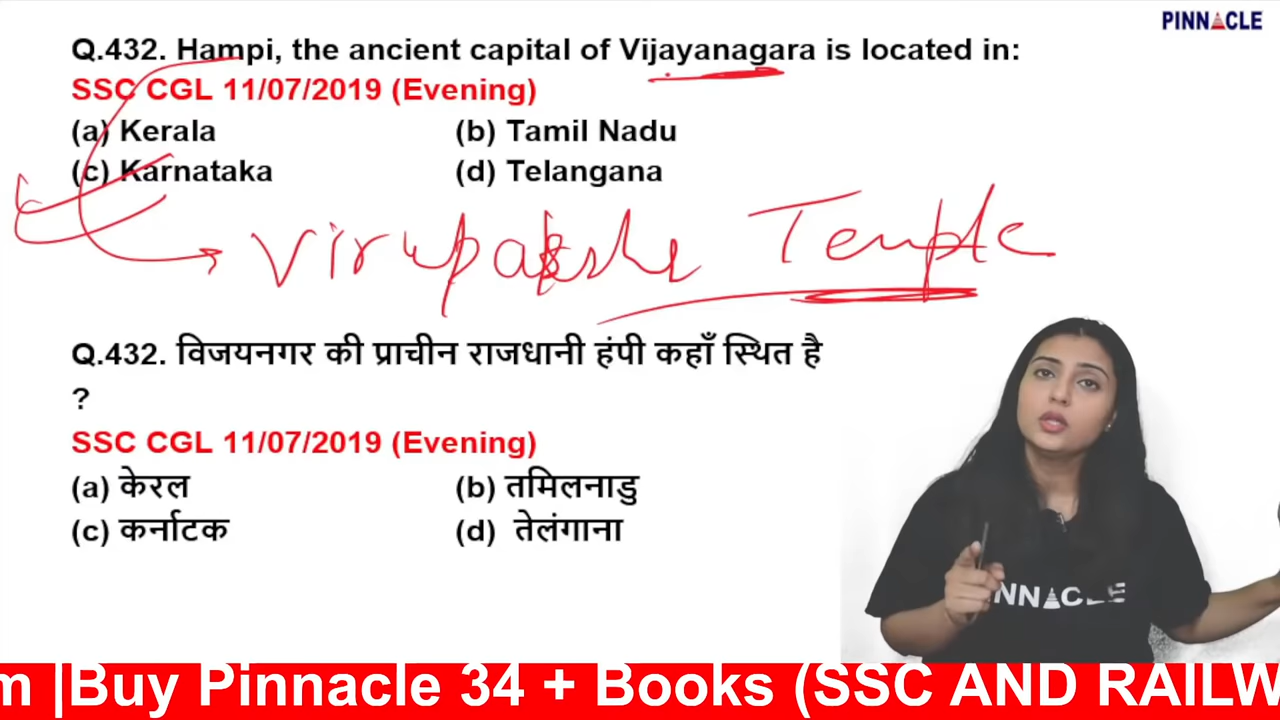 PINNACLE
Q.432. Hampi, the ancient capital of Vijayanagara is located in:
SSC CGL 11/07/2019 (Evening)
(a) Kerala (b) Tamil Nadu
(c) Karnataka (d) Telangana
Virupaksha Temple
Q.432. विजयनगर की प्राचीन राजधानी हंपी कहाँ स्थित है
?
SSC CGL 11/07/2019 (Evening)
(a) केरल (b) तमिलनाडु
(c) कर्नाटक (d) तेलंगाना
PINNACLE
m |Buy Pinnacle 34 + Books (SSC AND RAILW